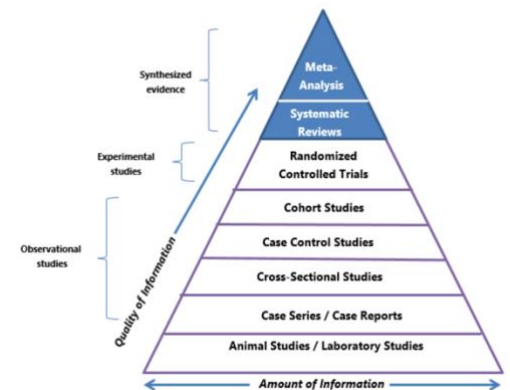 Meta-
Analysis
Synthesized
evidence
Systematic
Reviews
Experimental
studies
Randomized
Controlled Trials
Cohort Studies
Observational
studies
Case Control Studies
Cross-Sectional Studies
Case Series / Case Reports
Animal Studies / Laboratory Studies
Quality of Information
Amount of Information